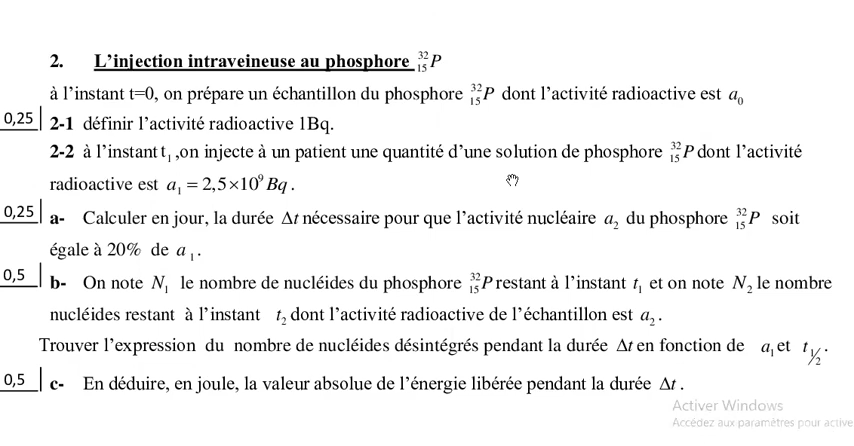 2. L'injection intraveineuse au phosphore ³²₁₅P
à l'instant t=0, on prépare un échantillon du phosphore ³²₁₅P dont l'activité radioactive est a₀
0,25 2-1 définir l'activité radioactive 1Bq.
2-2 à l'instant t₁ ,on injecte à un patient une quantité d'une solution de phosphore ³²₁₅P dont l'activité
radioactive est a₁ = 2,5×10⁹ Bq .
0,25 a- Calculer en jour, la durée Δt nécessaire pour que l'activité nucléaire a₂ du phosphore ³²₁₅P soit
égale à 20% de a₁ .
0,5 b- On note N₁ le nombre de nucléides du phosphore ³²₁₅P restant à l'instant t₁ et on note N₂ le nombre
nucléides restant à l'instant t₂ dont l'activité radioactive de l'échantillon est a₂ .
Trouver l'expression du nombre de nucléides désintégrés pendant la durée Δt en fonction de a₁ et t₁/₂ .
0,5 c- En déduire, en joule, la valeur absolue de l'énergie libérée pendant la durée Δt .
Activer Windows
Accédez aux paramètres pour active